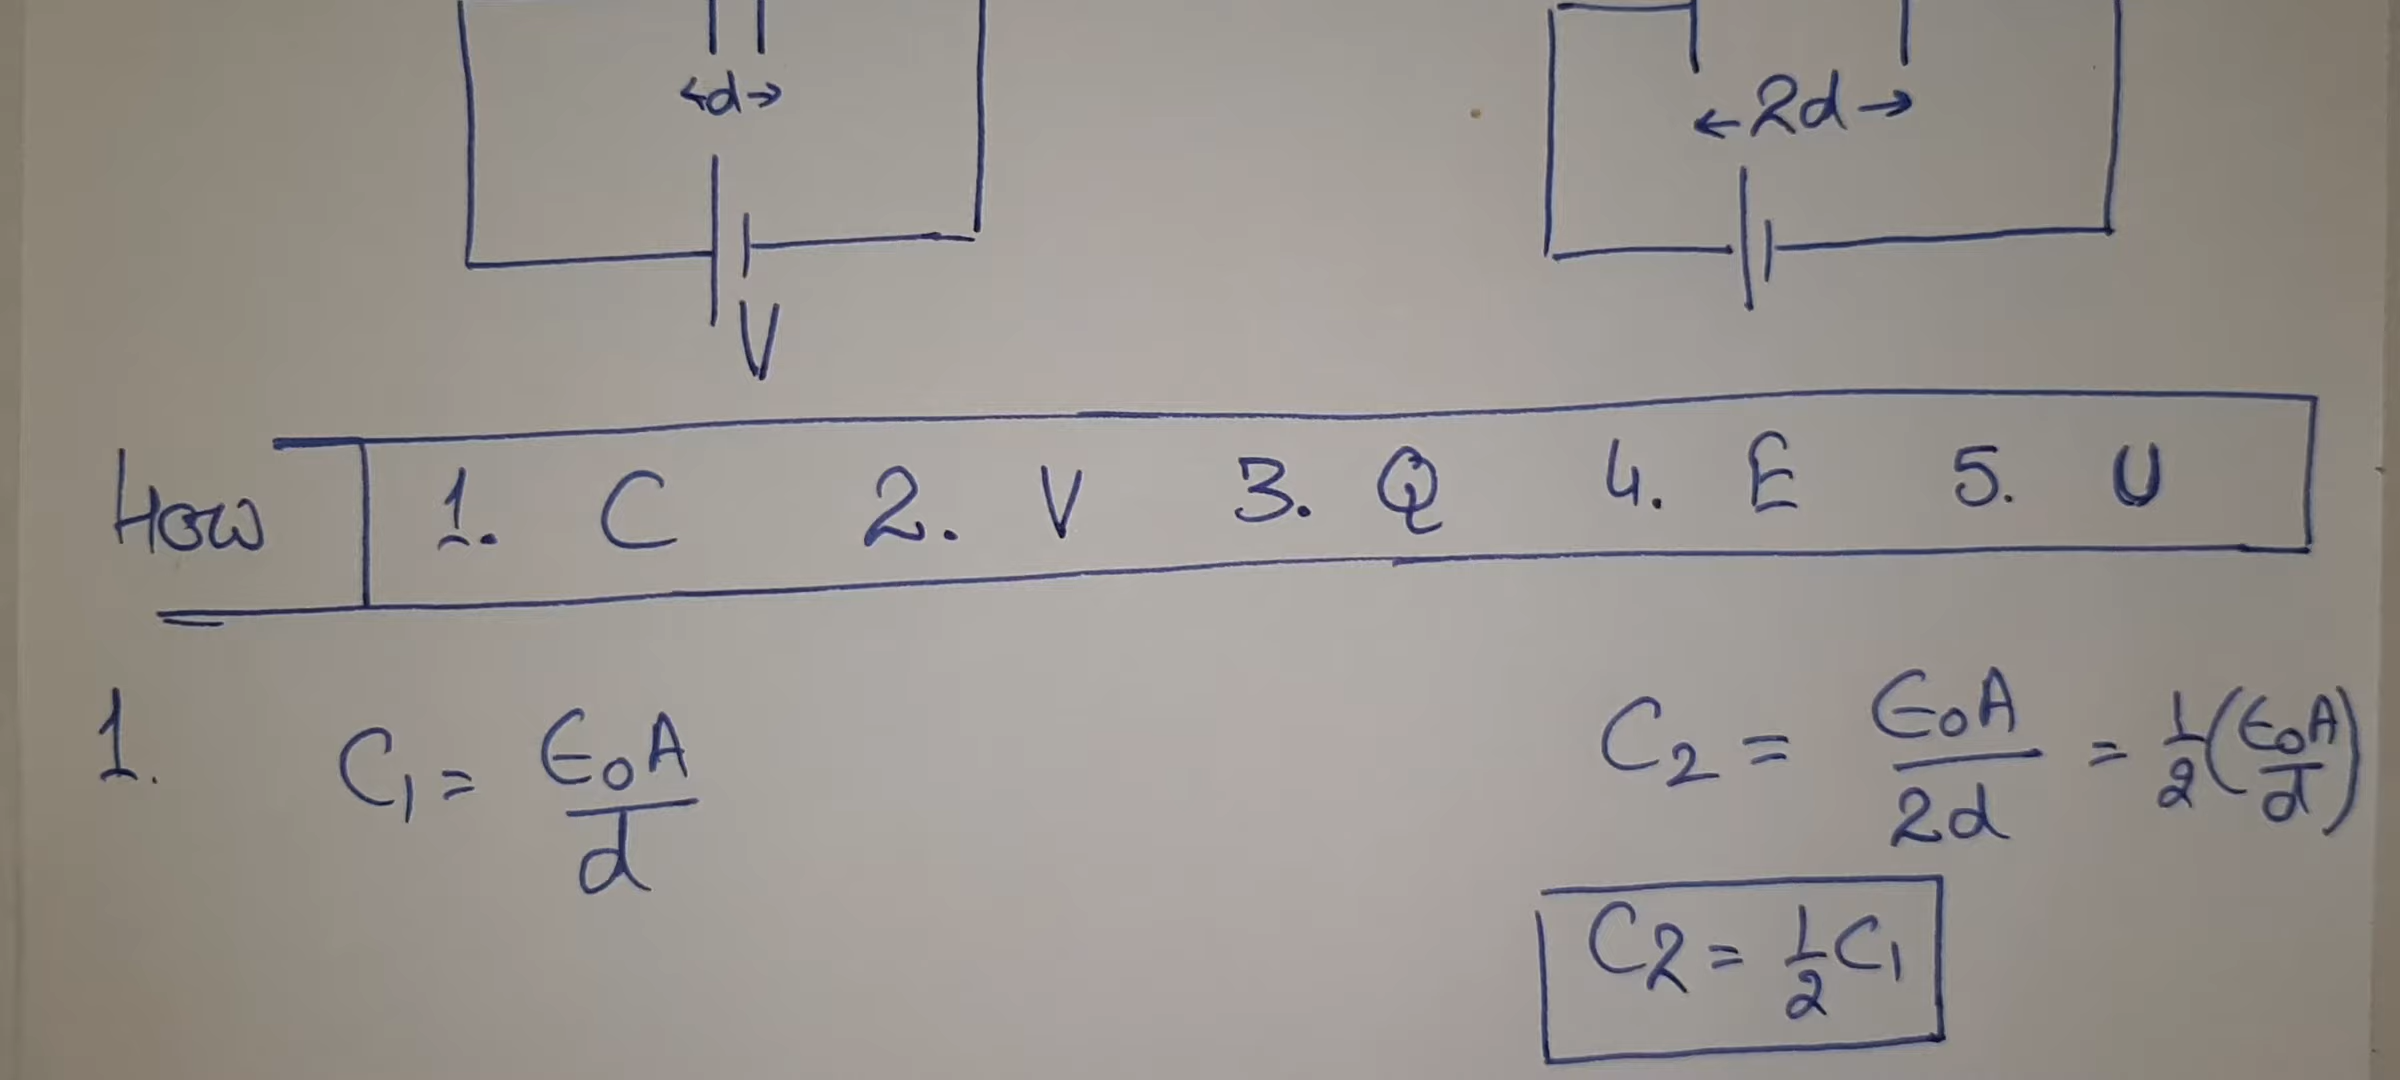 ←d→ ←2d→
V
How 1. C 2. V 3. Q 4. E 5. U
1. C₁ = ϵ₀A/d C₂ = ϵ₀A/2d = 1/2(ϵ₀A/d)
C₂ = 1/2 C₁